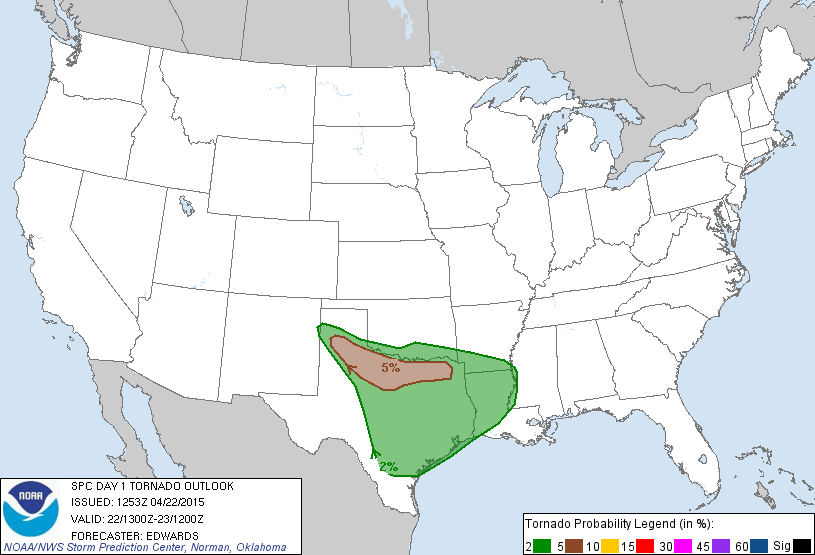 5%
2%
NOAA
SPC DAY 1 TORNADO OUTLOOK
ISSUED: 1253Z 04/22/2015
VALID: 22/1300Z-23/1200Z
FORECASTER: EDWARDS
NOAA/NWS Storm Prediction Center, Norman, Oklahoma
Tornado Probability Legend (in %):
2 5 10 15 30 45 60 Sig